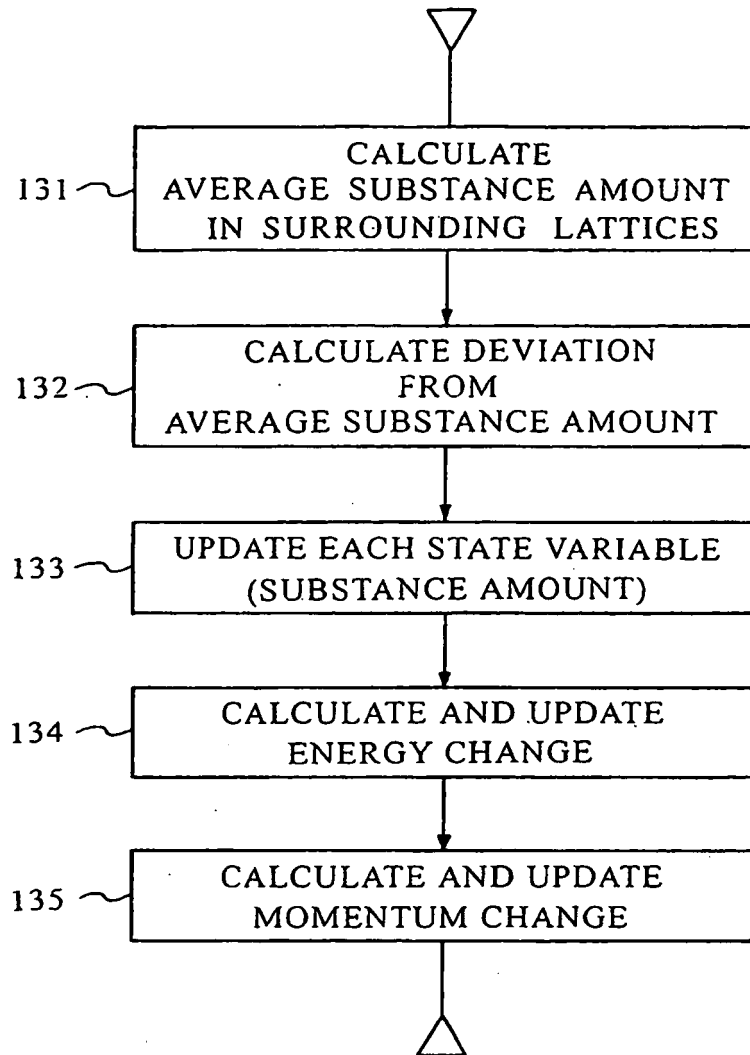 CALCULATE
131 AVERAGE SUBSTANCE AMOUNT
IN SURROUNDING LATTICES
CALCULATE DEVIATION
132 FROM
AVERAGE SUBSTANCE AMOUNT
133 UPDATE EACH STATE VARIABLE
(SUBSTANCE AMOUNT)
134 CALCULATE AND UPDATE
ENERGY CHANGE
135 CALCULATE AND UPDATE
MOMENTUM CHANGE